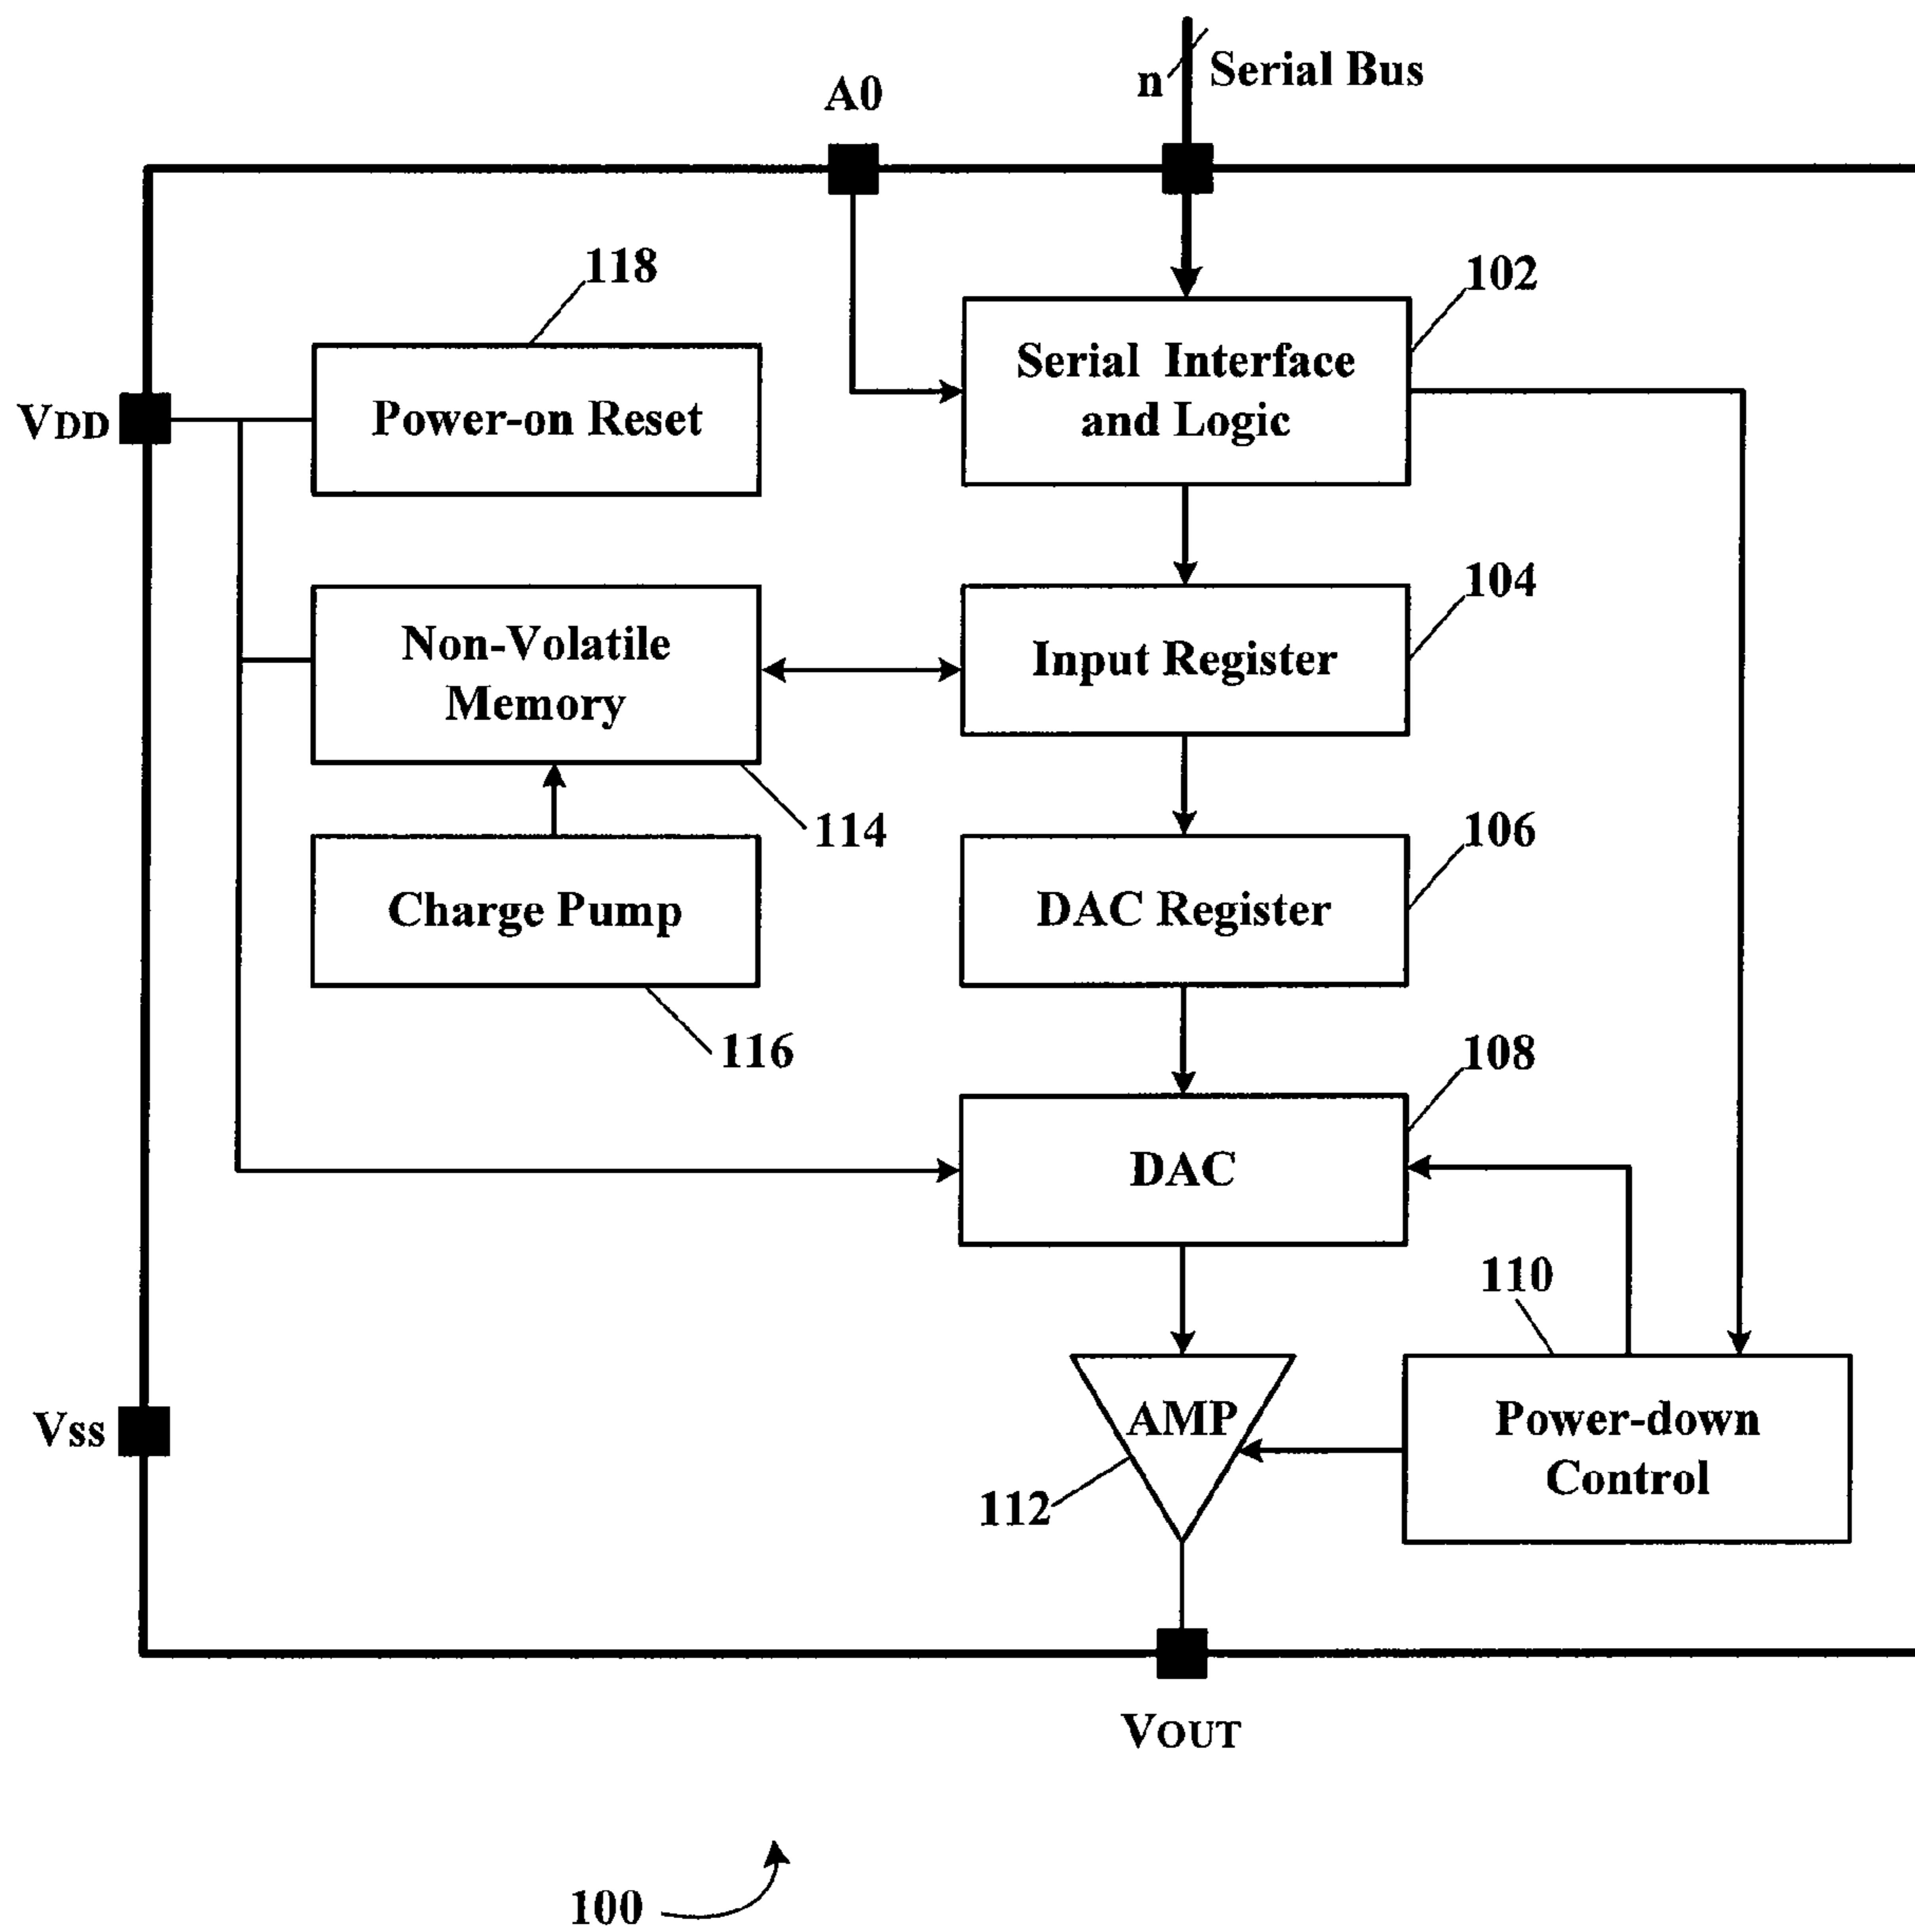 n
Serial Bus
A0
118
102
Serial Interface
and Logic
VDD
Power-on Reset
104
Non-Volatile
Memory
Input Register
114
106
Charge Pump
DAC Register
116
108
DAC
110
Vss
AMP
Power-down
Control
112
VOUT
100